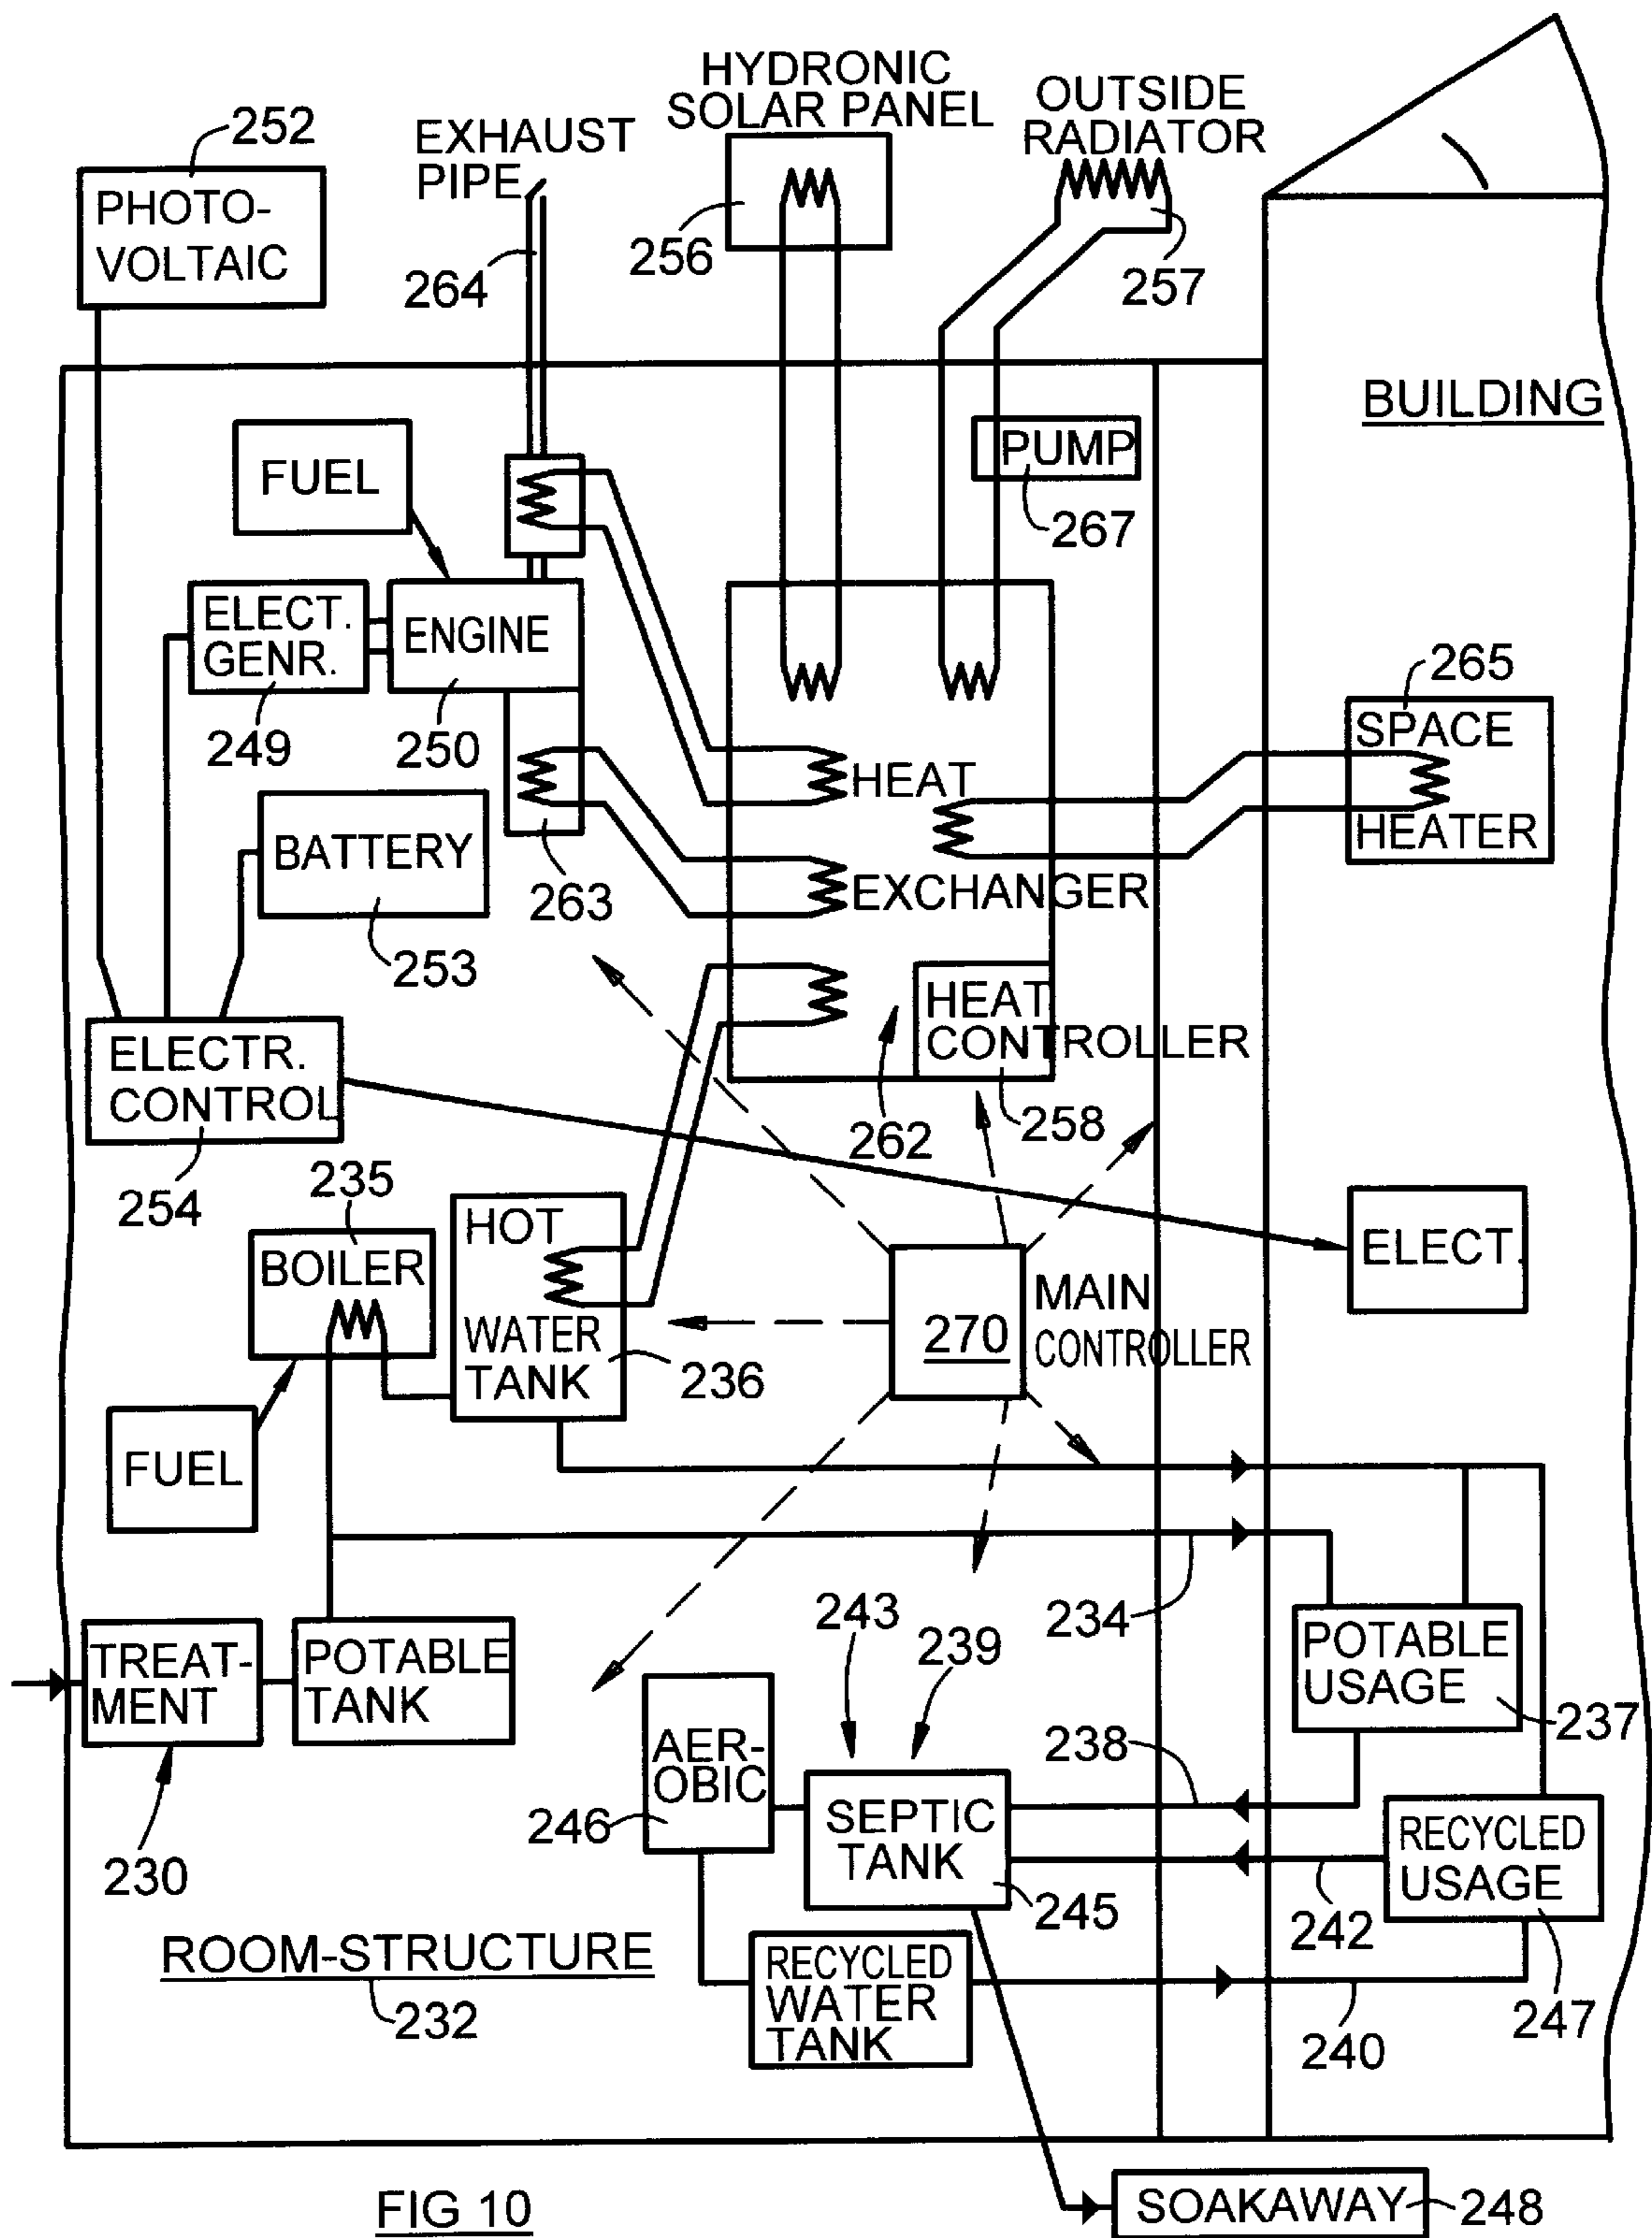 HYDRONIC
SOLAR PANEL
OUTSIDE
RADIATOR
252
EXHAUST
PIPE
PHOTO-
VOLTAIC
256
264
257
BUILDING
FUEL
PUMP
267
ELECT.
GENR.
ENGINE
249
250
265
SPACE
HEATER
HEAT
EXCHANGER
BATTERY
263
253
HEAT
CONTROLLER
ELECTR.
CONTROL
262
258
254
235
BOILER
HOT
WATER
TANK
236
270
MAIN
CONTROLLER
ELECT.
FUEL
234
243
239
TREAT-
MENT
POTABLE
TANK
POTABLE
USAGE
237
230
AER-
OBIC
246
238
SEPTIC
TANK
245
RECYCLED
USAGE
242
247
ROOM-STRUCTURE
232
RECYCLED
WATER
TANK
240
SOAKAWAY
248
FIG 10